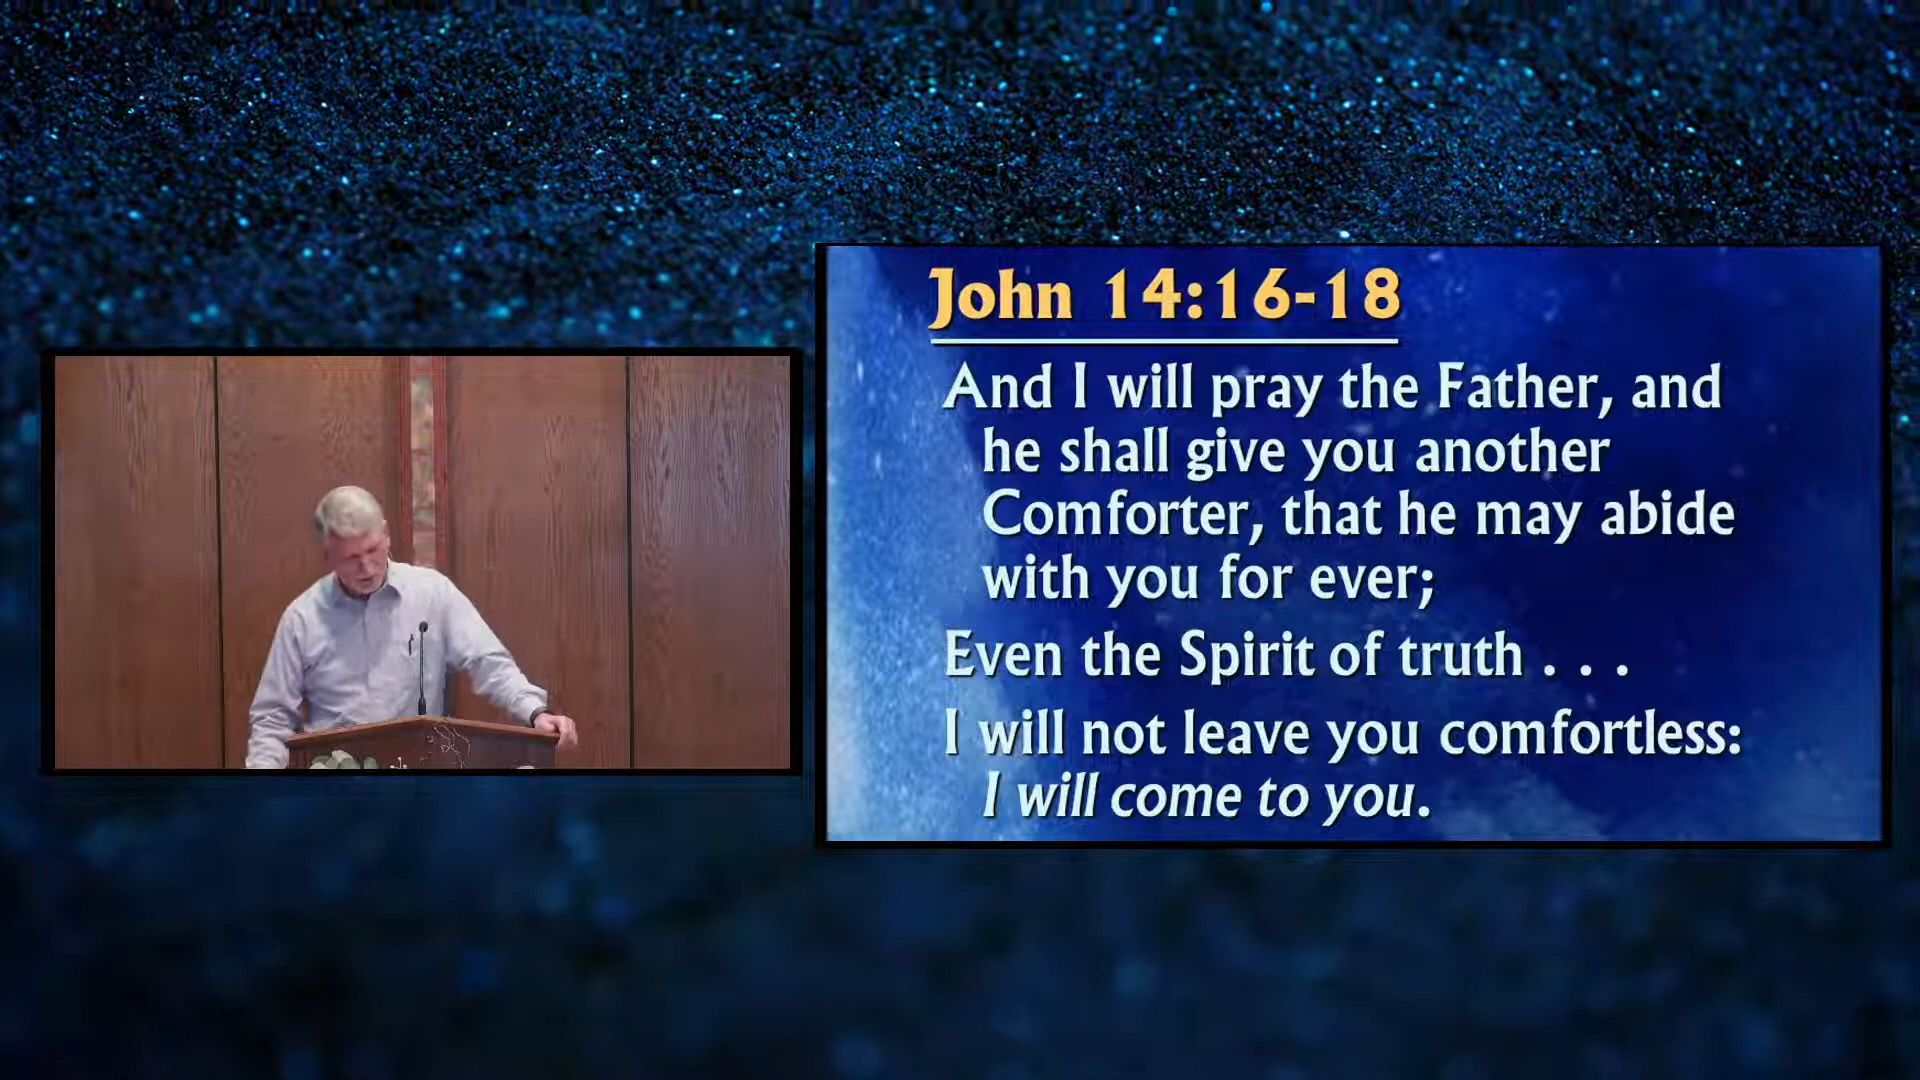 John 14:16-18
And I will pray the Father, and
he shall give you another
Comforter, that he may abide
with you for ever;
Even the Spirit of truth . . .
I will not leave you comfortless:
I will come to you.